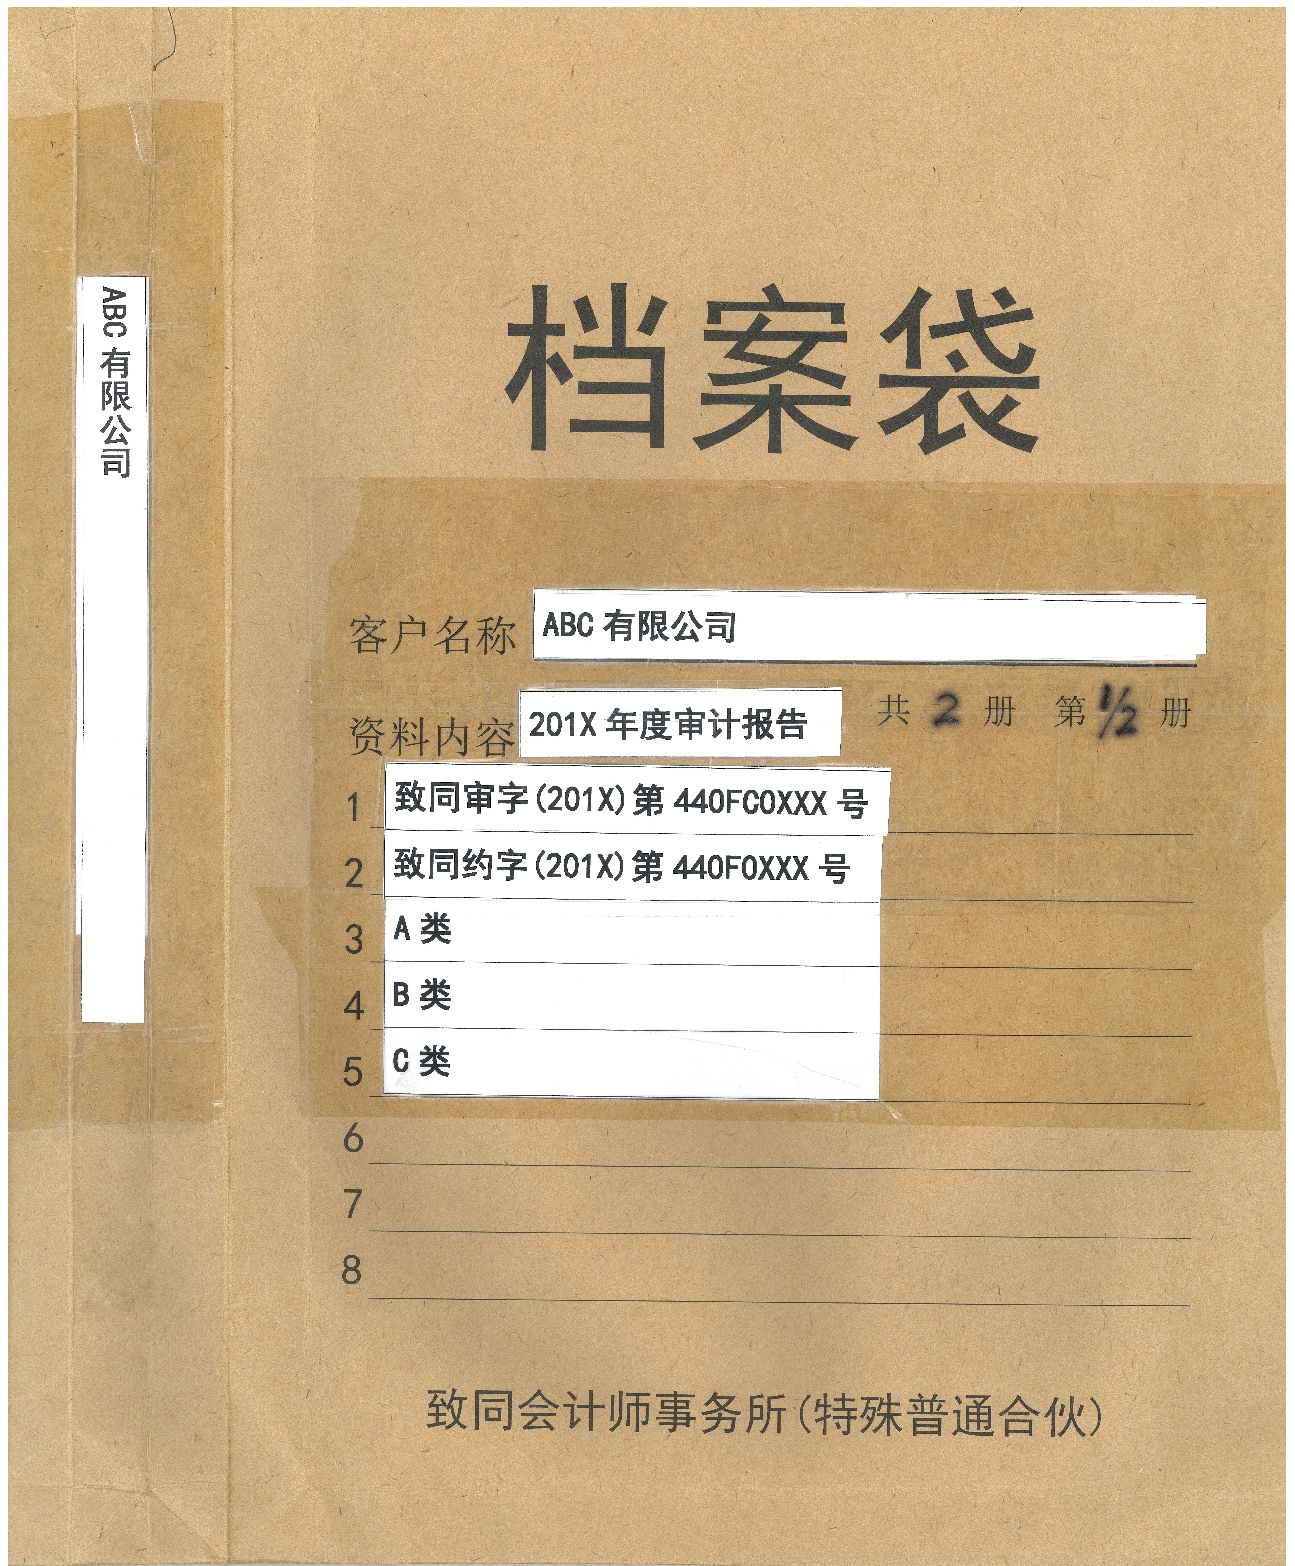 ABC有限公司
档案袋
客户名称 ABC 有限公司
资料内容 201X 年度审计报告 共 2 册 第 1/2 册
1 致同审字(201X)第 440FC0XXX 号
2 致同约字(201X)第 440F0XXX 号
3 A 类
4 B 类
5 C 类
6
7
8
致同会计师事务所(特殊普通合伙)